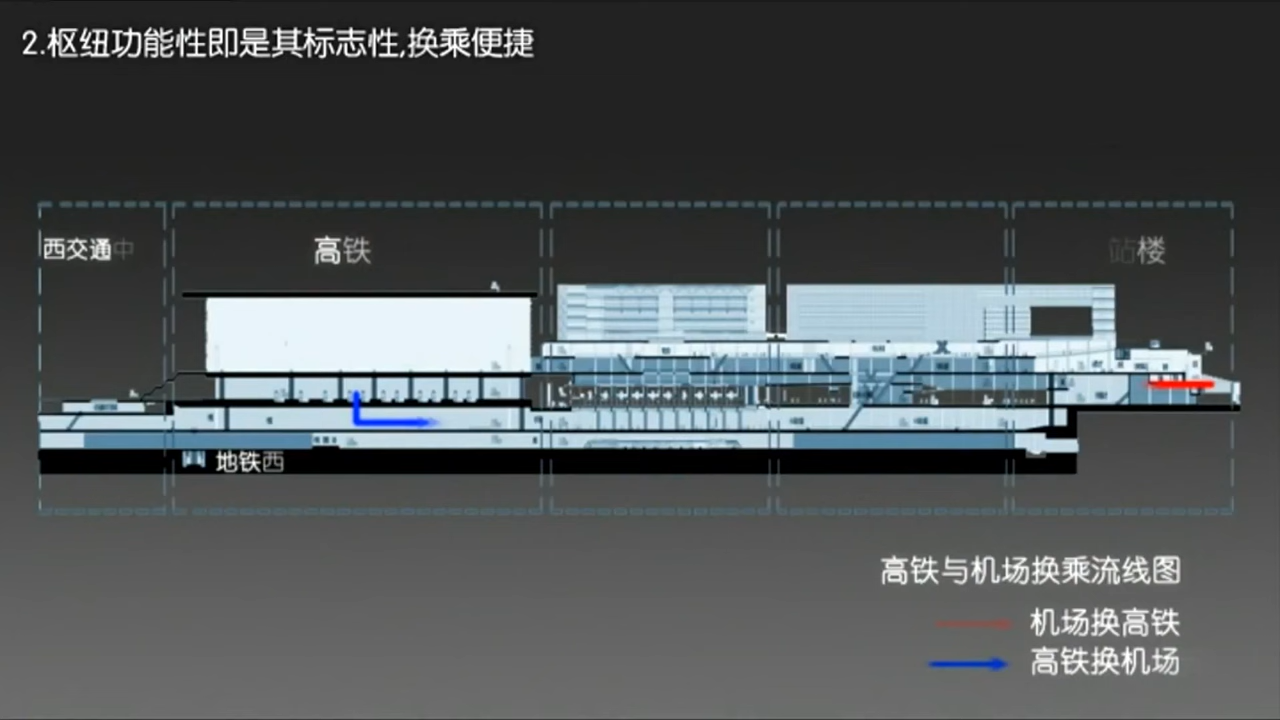 2.枢纽功能性即是其标志性,换乘便捷
西交通中
高铁
站楼
地铁西
高铁与机场换乘流线图
机场换高铁
高铁换机场